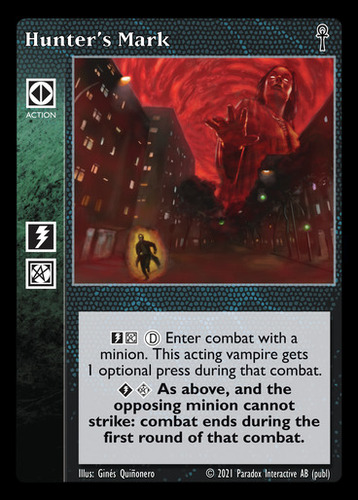 Hunter's Mark
ACTION
D Enter combat with a
minion. This acting vampire gets
1 optional press during that combat.
As above, and the
opposing minion cannot
strike: combat ends during the
first round of that combat.
Illus: Ginés Quiñonero © 2021 Paradox Interactive AB (publ)